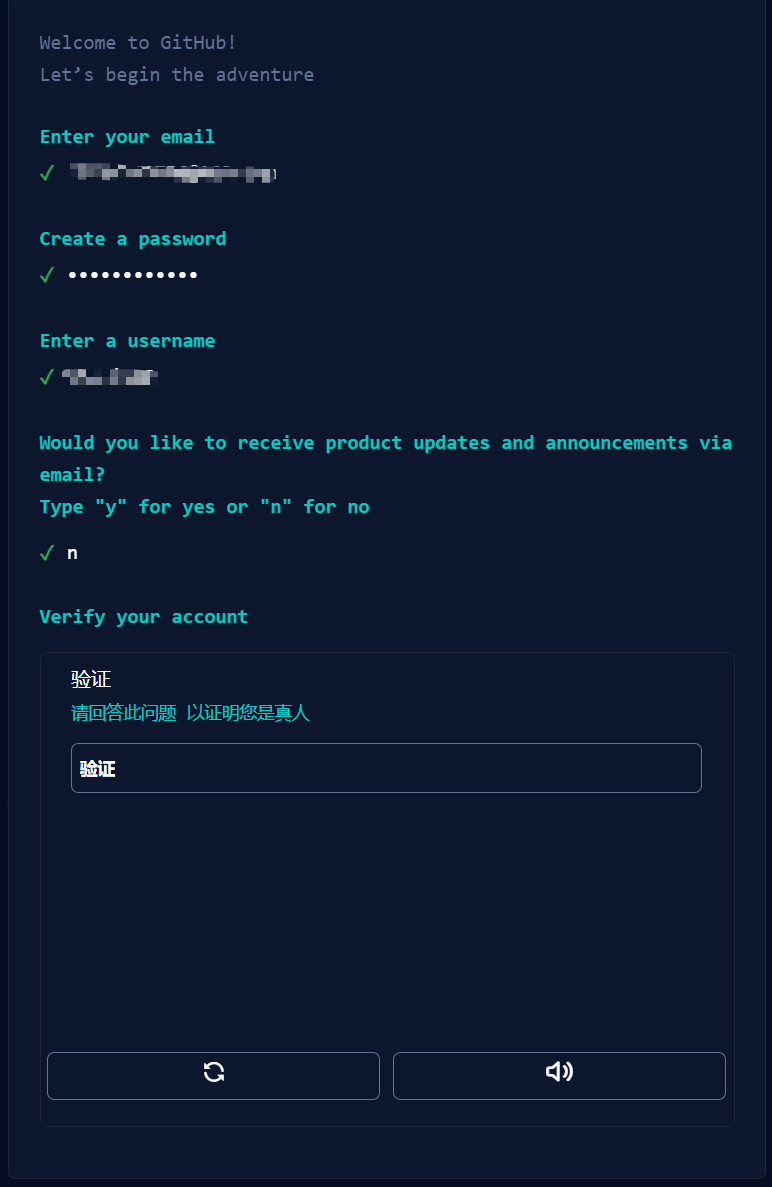 Welcome to GitHub!
Let’s begin the adventure
Enter your email
Create a password
••••••••••••
Enter a username
Would you like to receive product updates and announcements via
email?
Type "y" for yes or "n" for no
n
Verify your account
验证
请回答此问题 以证明您是真人
验证